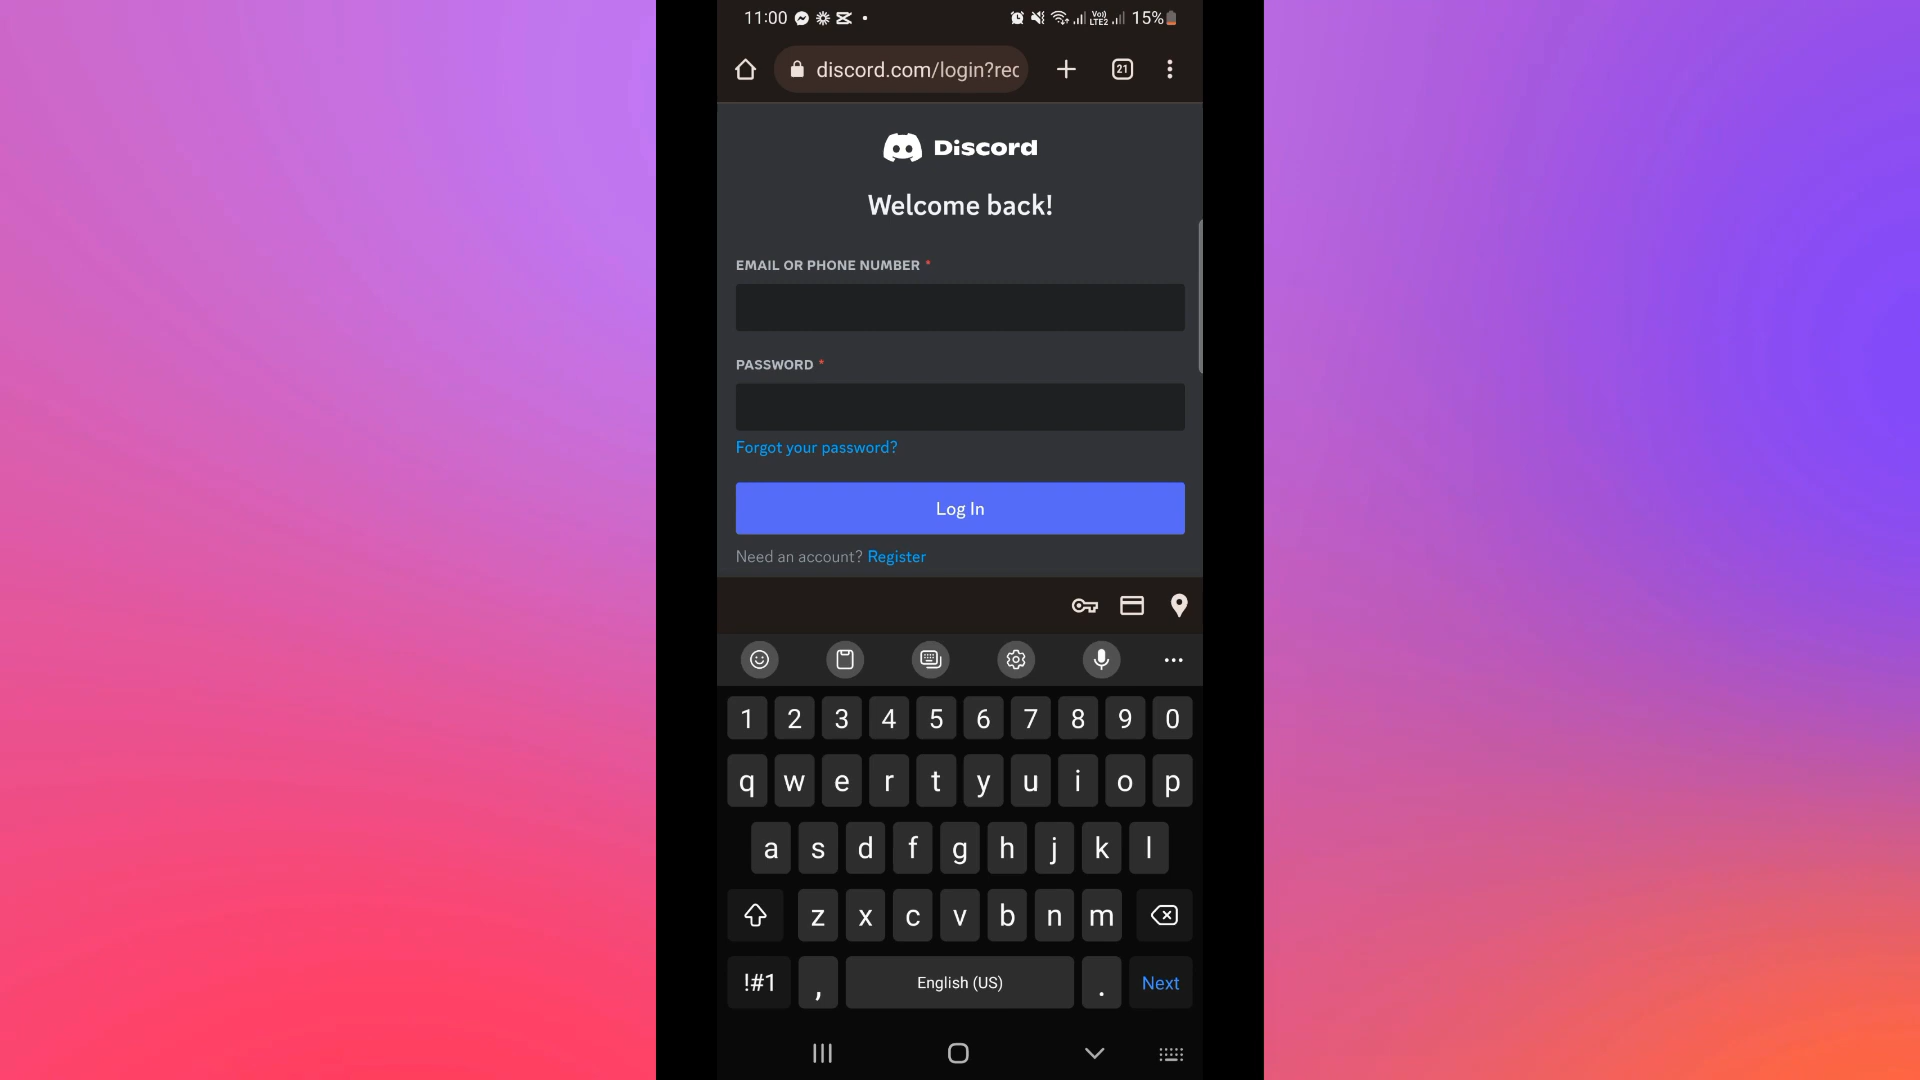 11:00 Vo)) LTE2 15%
discord.com/login?rec 21
Discord
Welcome back!
EMAIL OR PHONE NUMBER *
PASSWORD *
Forgot your password?
Log In
Need an account? Register
1 2 3 4 5 6 7 8 9 0
q w e r t y u i o p
a s d f g h j k l
z x c v b n m
!#1 , English (US) . Next